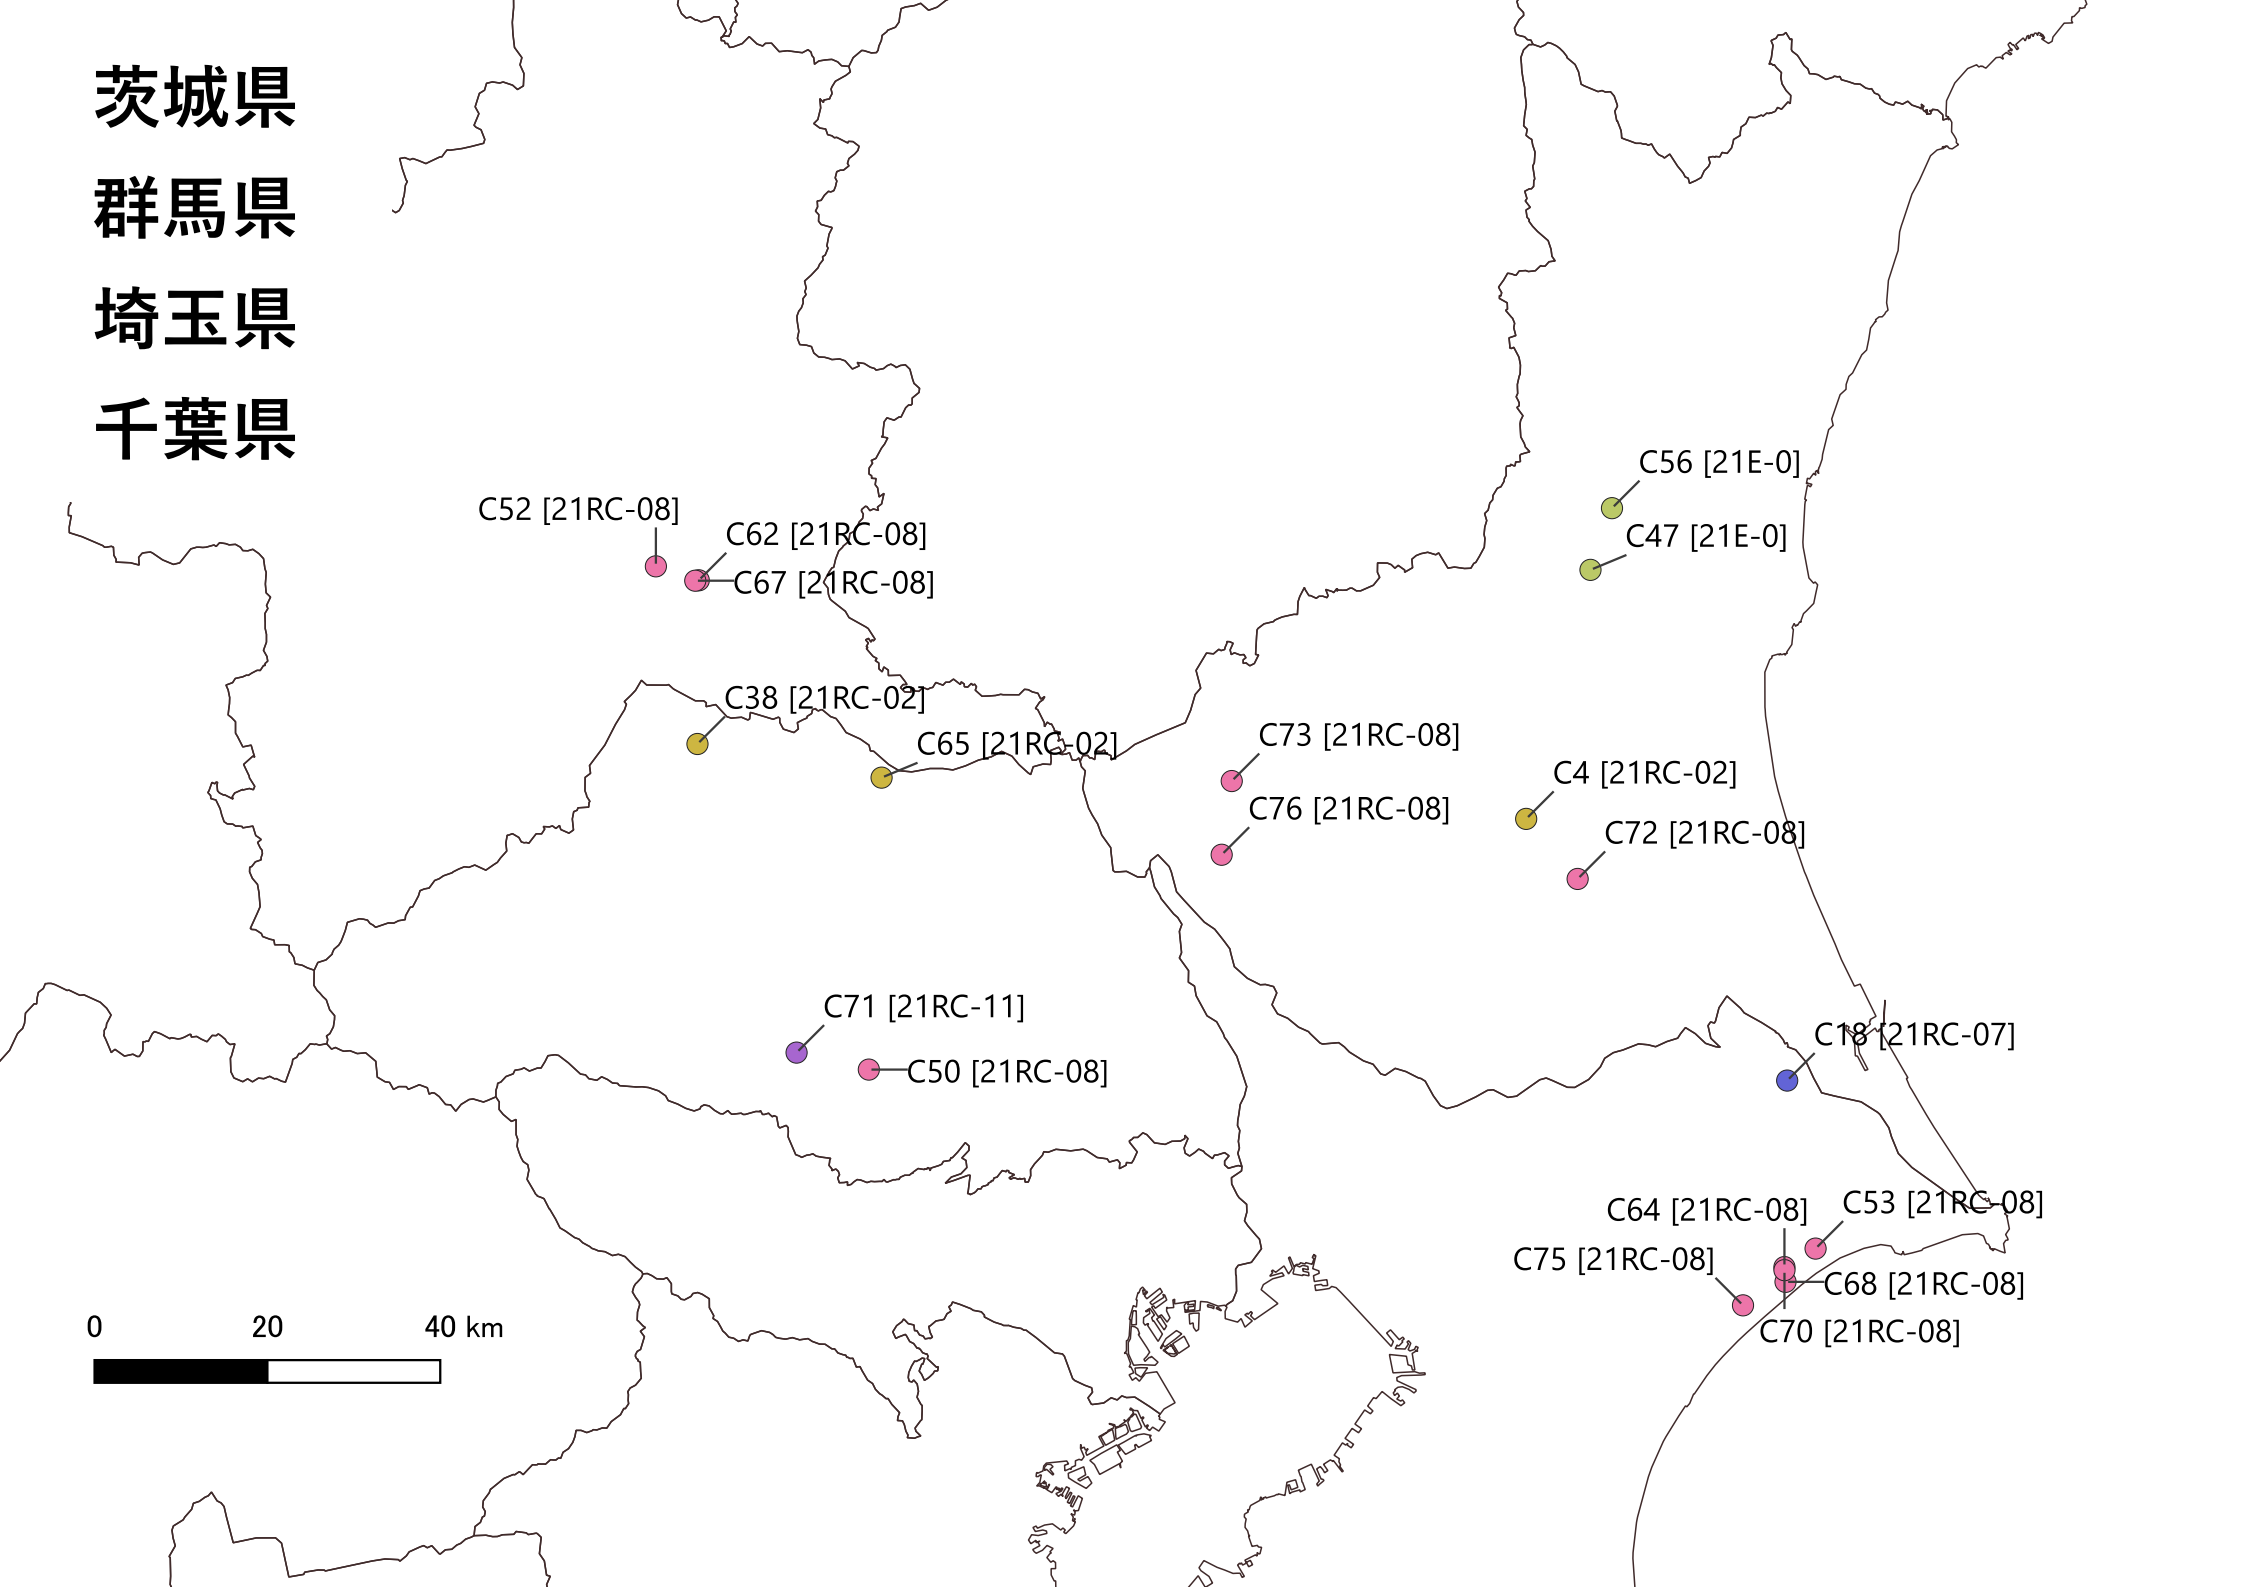 茨城県
群馬県
埼玉県
千葉県
C56 [21E-0]
C52 [21RC-08]
C62 [21RC-08]
C47 [21E-0]
C67 [21RC-08]
C38 [21RC-02]
C65 [21RC-02]
C73 [21RC-08]
C4 [21RC-02]
C76 [21RC-08]
C72 [21RC-08]
C71 [21RC-11]
C18 [21RC-07]
C50 [21RC-08]
C64 [21RC-08]
C53 [21RC-08]
C75 [21RC-08]
C68 [21RC-08]
C70 [21RC-08]
0 20 40 km